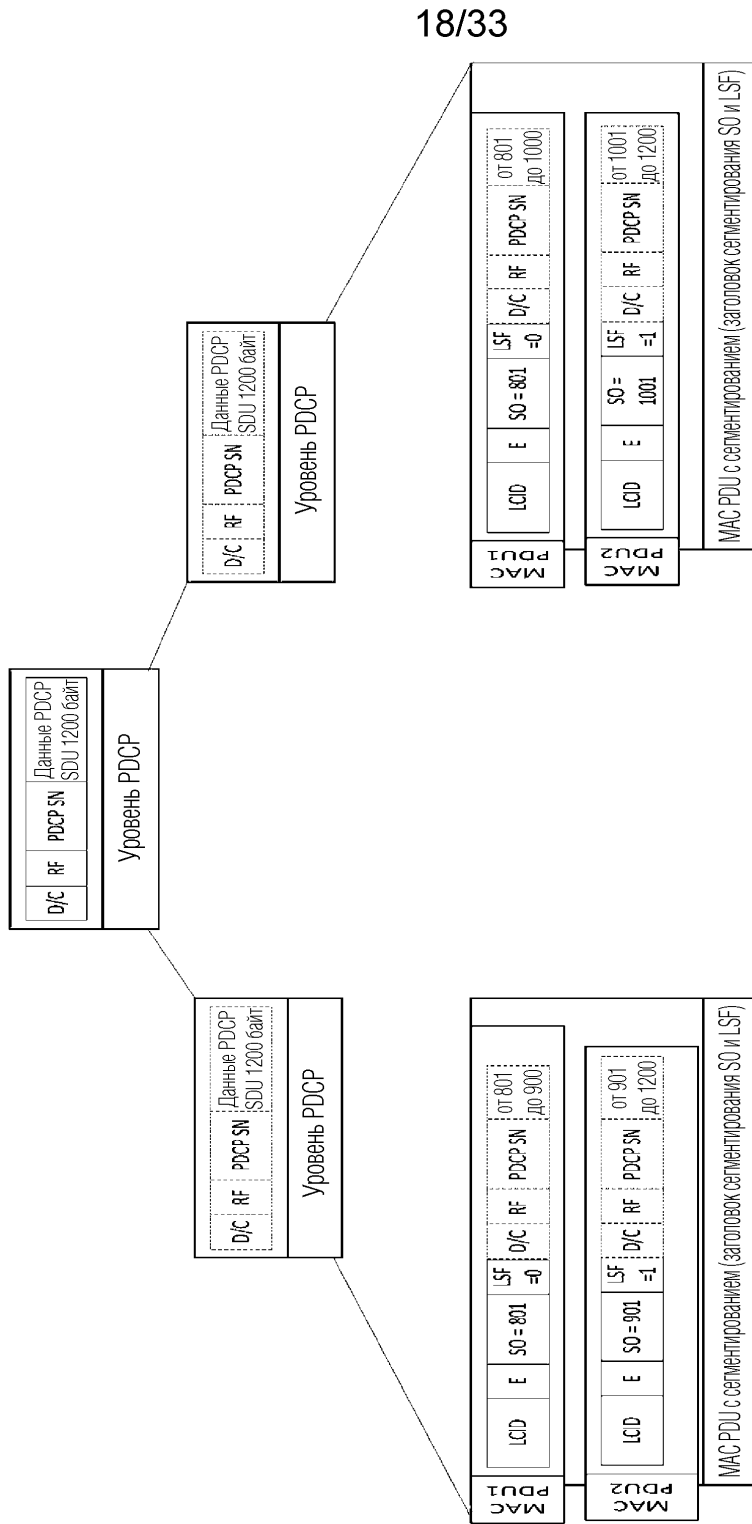 18/33
D/C RF PDCP SN Данные PDCP
SDU 1200 байт
Уровень PDCP
D/C RF PDCP SN Данные PDCP
SDU 1200 байт
Уровень PDCP
D/C RF PDCP SN Данные PDCP
SDU 1200 байт
Уровень PDCP
MAC
PDU1
LCID E SO = 801 LSF
=0 D/C RF PDCP SN от 801
до 900
MAC
PDU2
LCID E SO = 901 LSF
=1 D/C RF PDCP SN от 901
до 1200
MAC PDU с сегментированием (заголовок сегментирования SO и LSF)
MAC
PDU1
LCID E SO = 801 LSF
=0 D/C RF PDCP SN от 801
до 1000
MAC
PDU2
LCID E SO =
1001 LSF
=1 D/C RF PDCP SN от 1001
до 1200
MAC PDU с сегментированием (заголовок сегментирования SO и LSF)